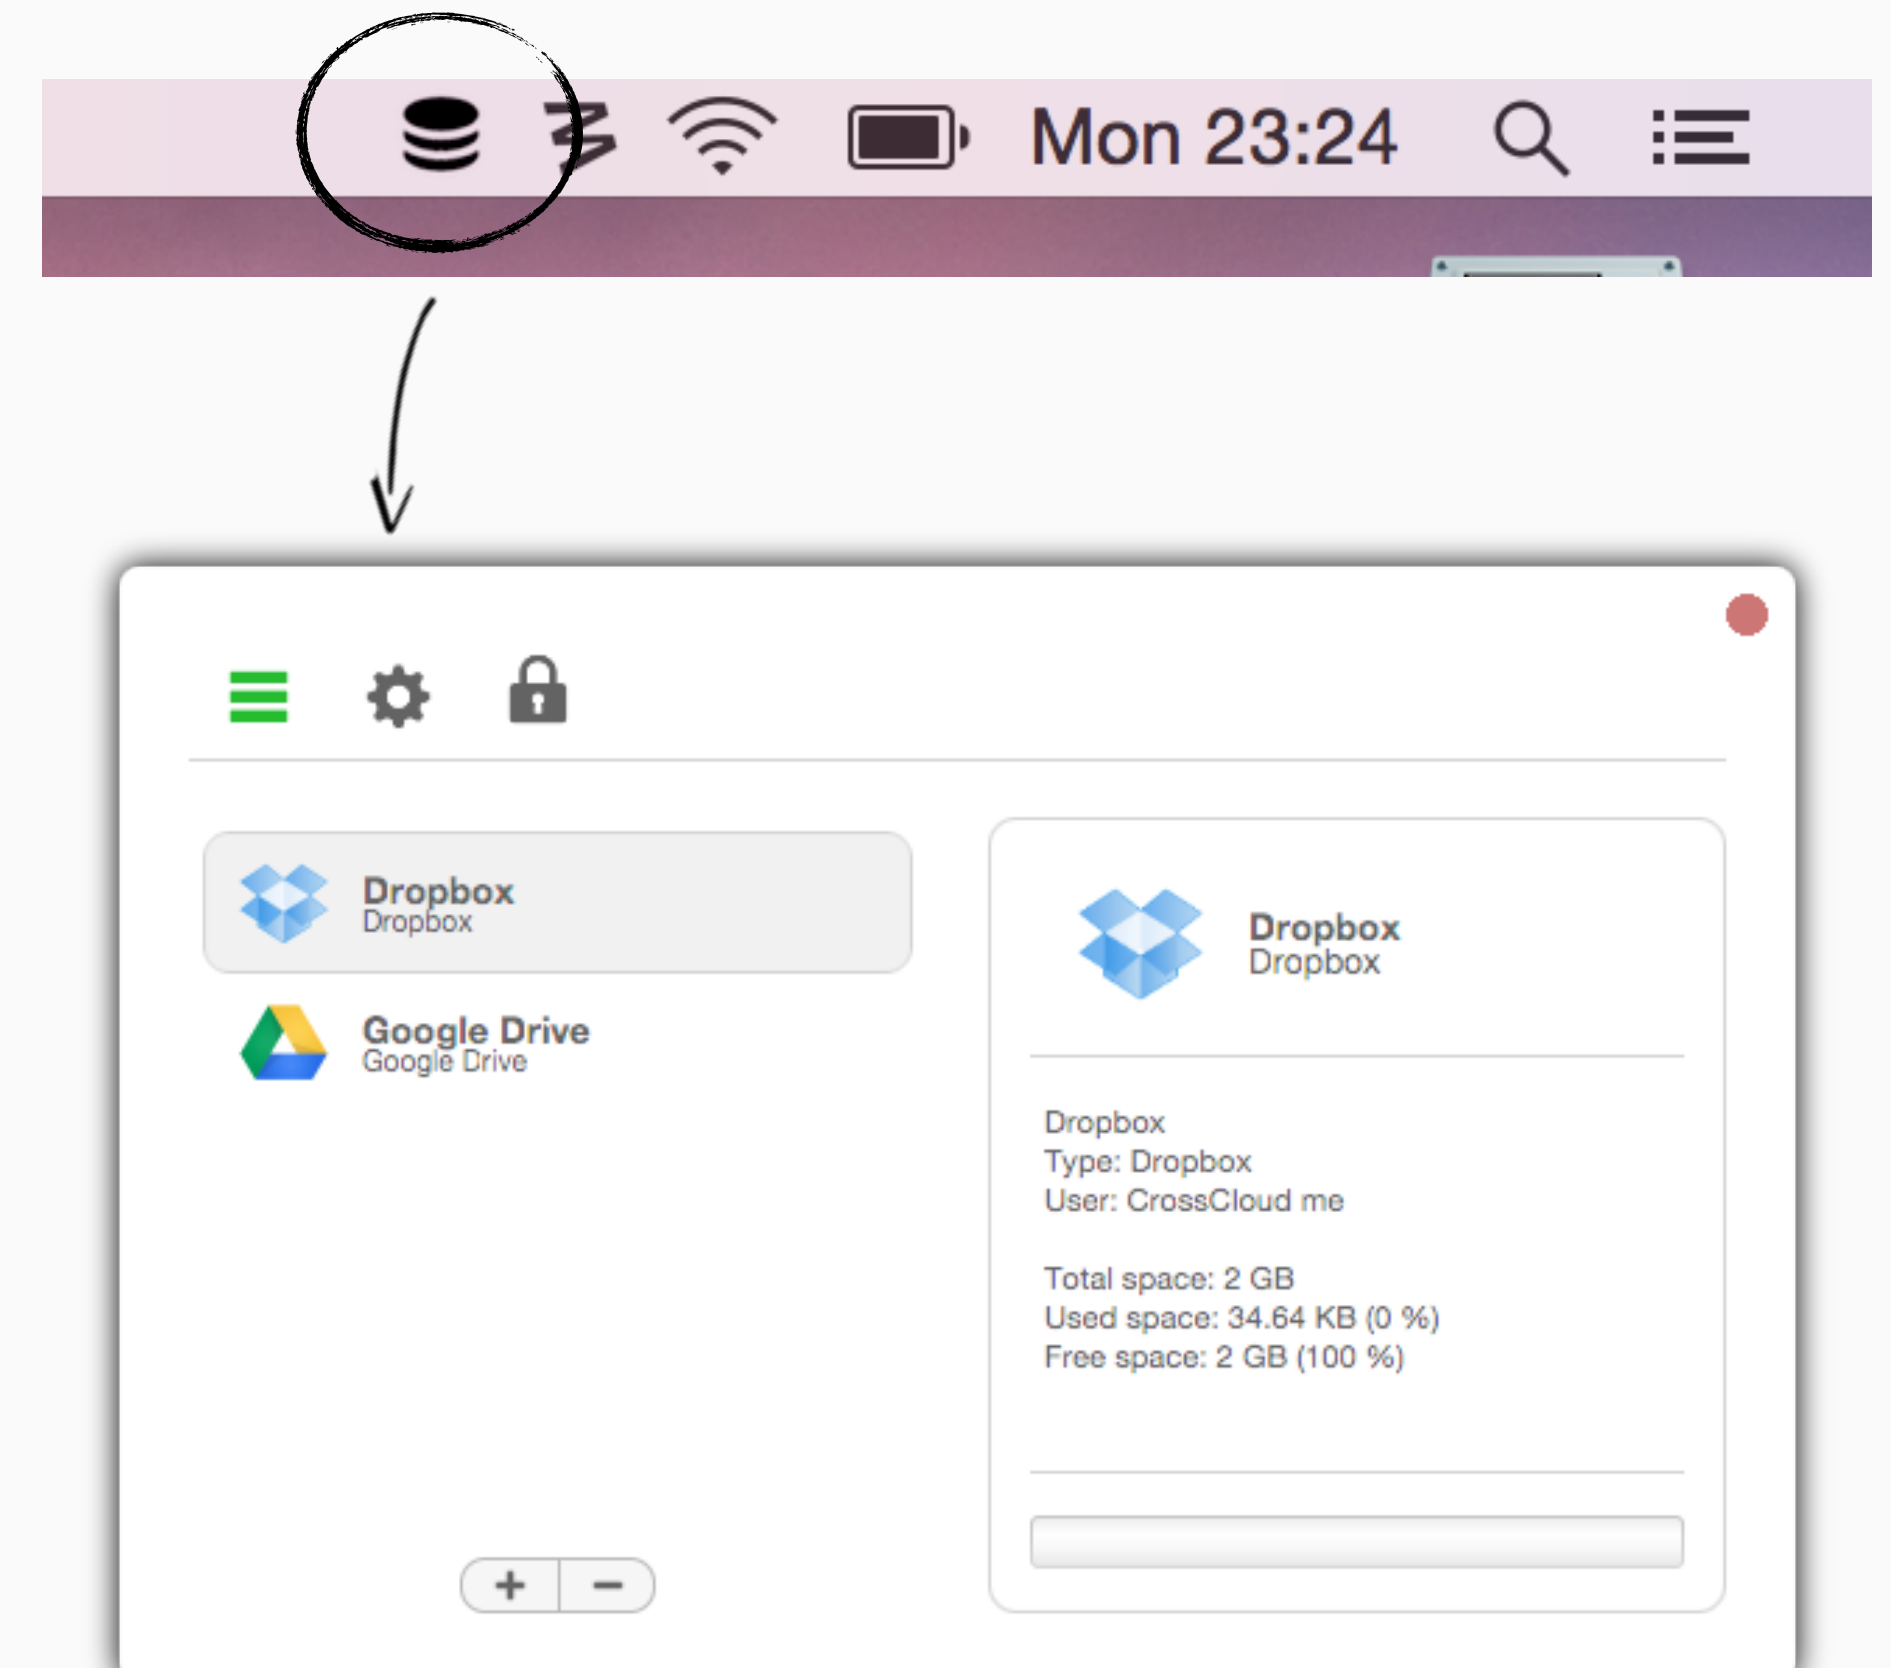 Mon 23:24
Dropbox
Dropbox
Google Drive
Google Drive
Dropbox
Dropbox
Dropbox
Type: Dropbox
User: CrossCloud me
Total space: 2 GB
Used space: 34.64 KB (0 %)
Free space: 2 GB (100 %)